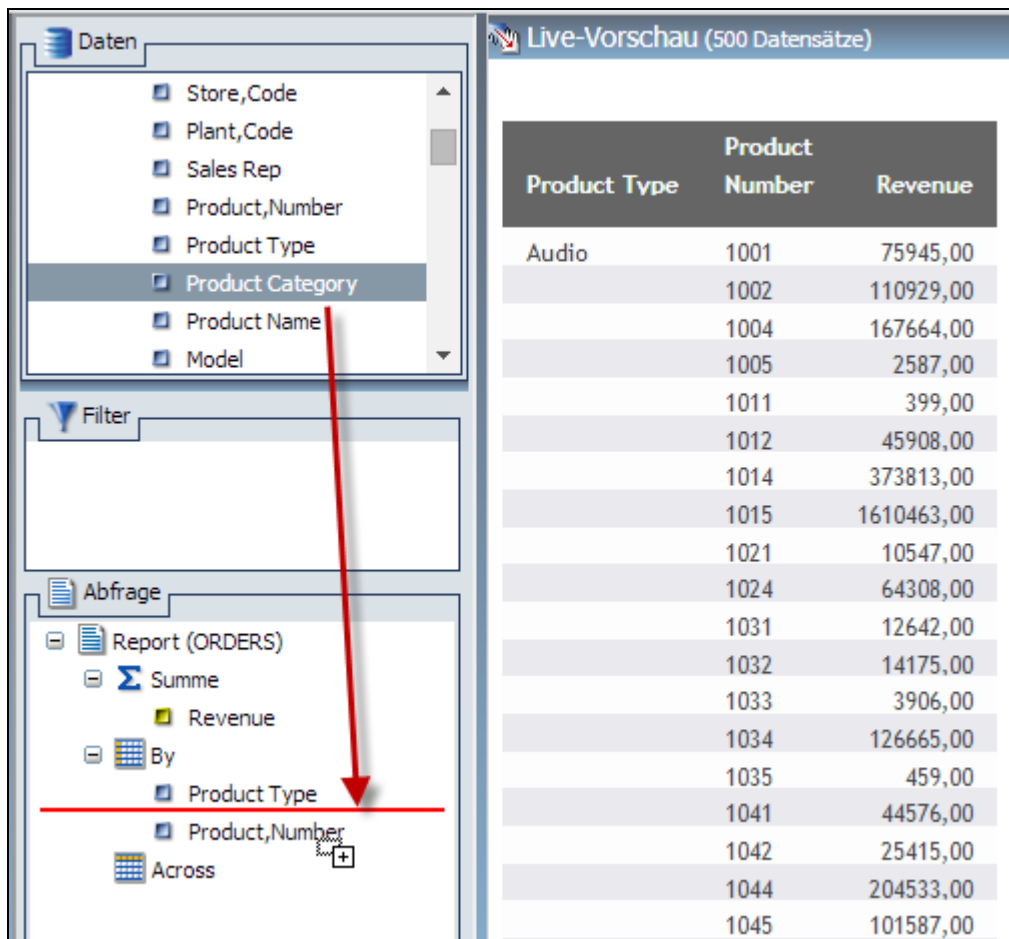 Daten
Store,Code
Plant,Code
Sales Rep
Product,Number
Product Type
Product Category
Product Name
Model
Filter
Abfrage
Report (ORDERS)
Summe
Revenue
By
Product Type
Product,Number
Across
Live-Vorschau (500 Datensätze)
Product Type Product Number Revenue
Audio 1001 75945,00
1002 110929,00
1004 167664,00
1005 2587,00
1011 399,00
1012 45908,00
1014 373813,00
1015 1610463,00
1021 10547,00
1024 64308,00
1031 12642,00
1032 14175,00
1033 3906,00
1034 126665,00
1035 459,00
1041 44576,00
1042 25415,00
1044 204533,00
1045 101587,00